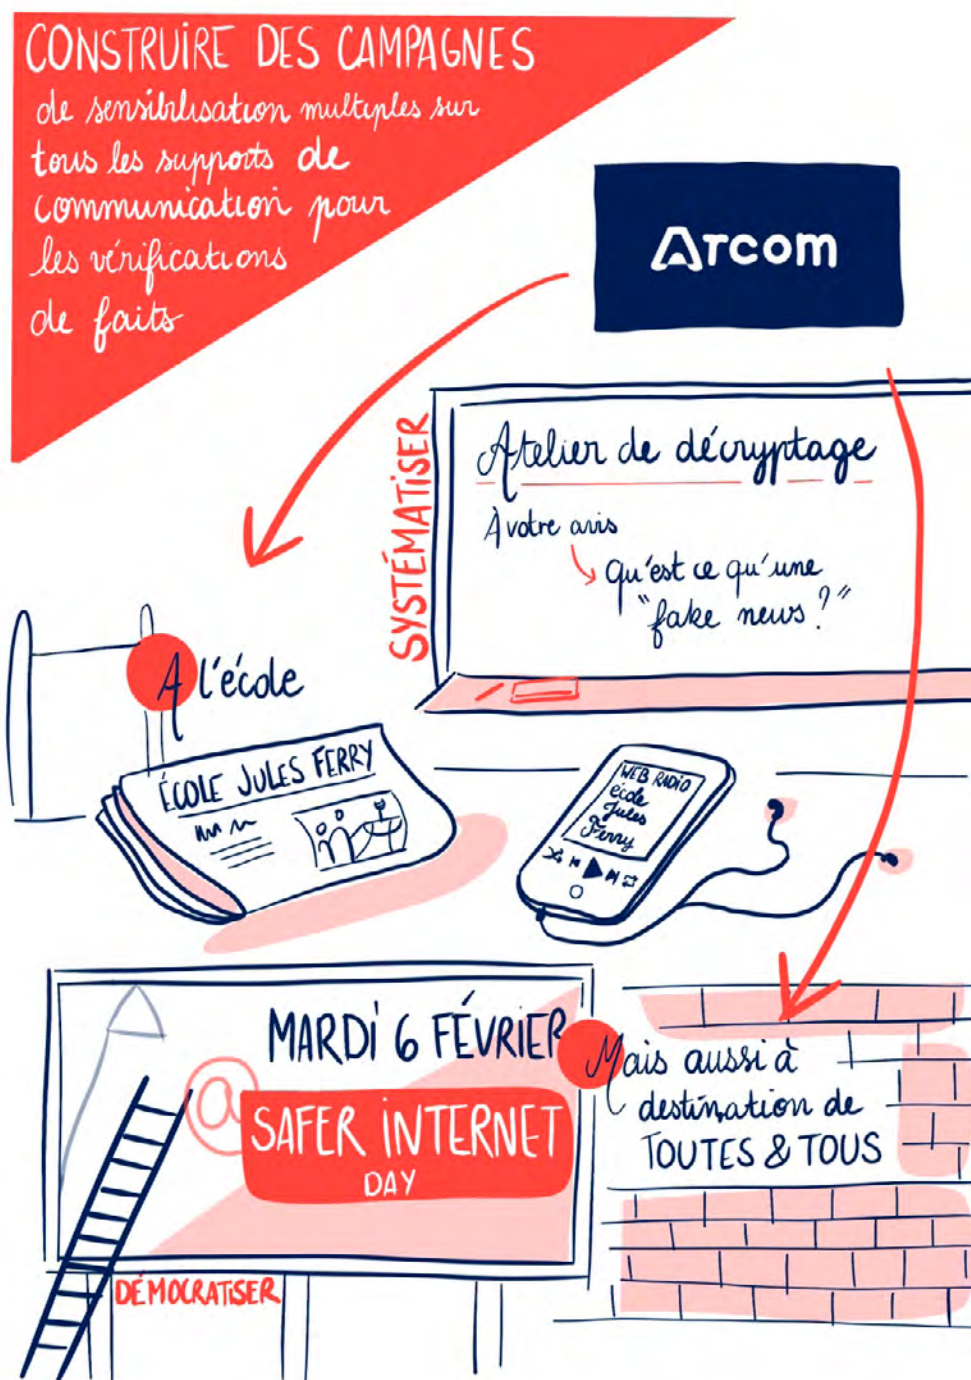 CONSTRUIRE DES CAMPAGNES
de sensibilisation multiples sur
tous les supports de
communication pour
les vérifications
de faits
Arcom
SYSTÉMATISER
Atelier de décryptage
À votre avis
Qu'est ce qu'une
"fake news?"
A l'école
ÉCOLE JULES FERRY
WEB RADIO
école
Jules
Ferry
MARDI 6 FÉVRIER
@
SAFER INTERNET
DAY
DÉMOCRATISER
Mais aussi à
destination de
TOUTES & TOUS